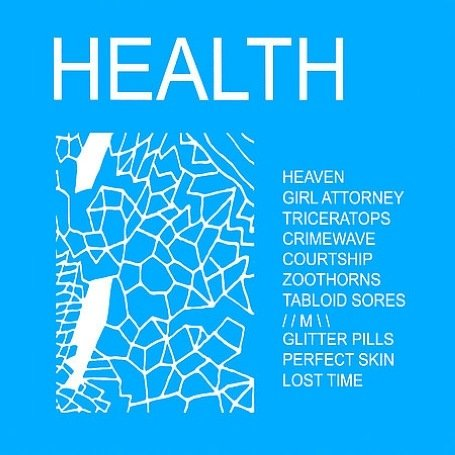 HEALTH
HEAVEN
GIRL ATTORNEY
TRICERATOPS
CRIMEWAVE
COURTSHIP
ZOOTHORNS
TABLOID SORES
/ / M \ \
GLITTER PILLS
PERFECT SKIN
LOST TIME